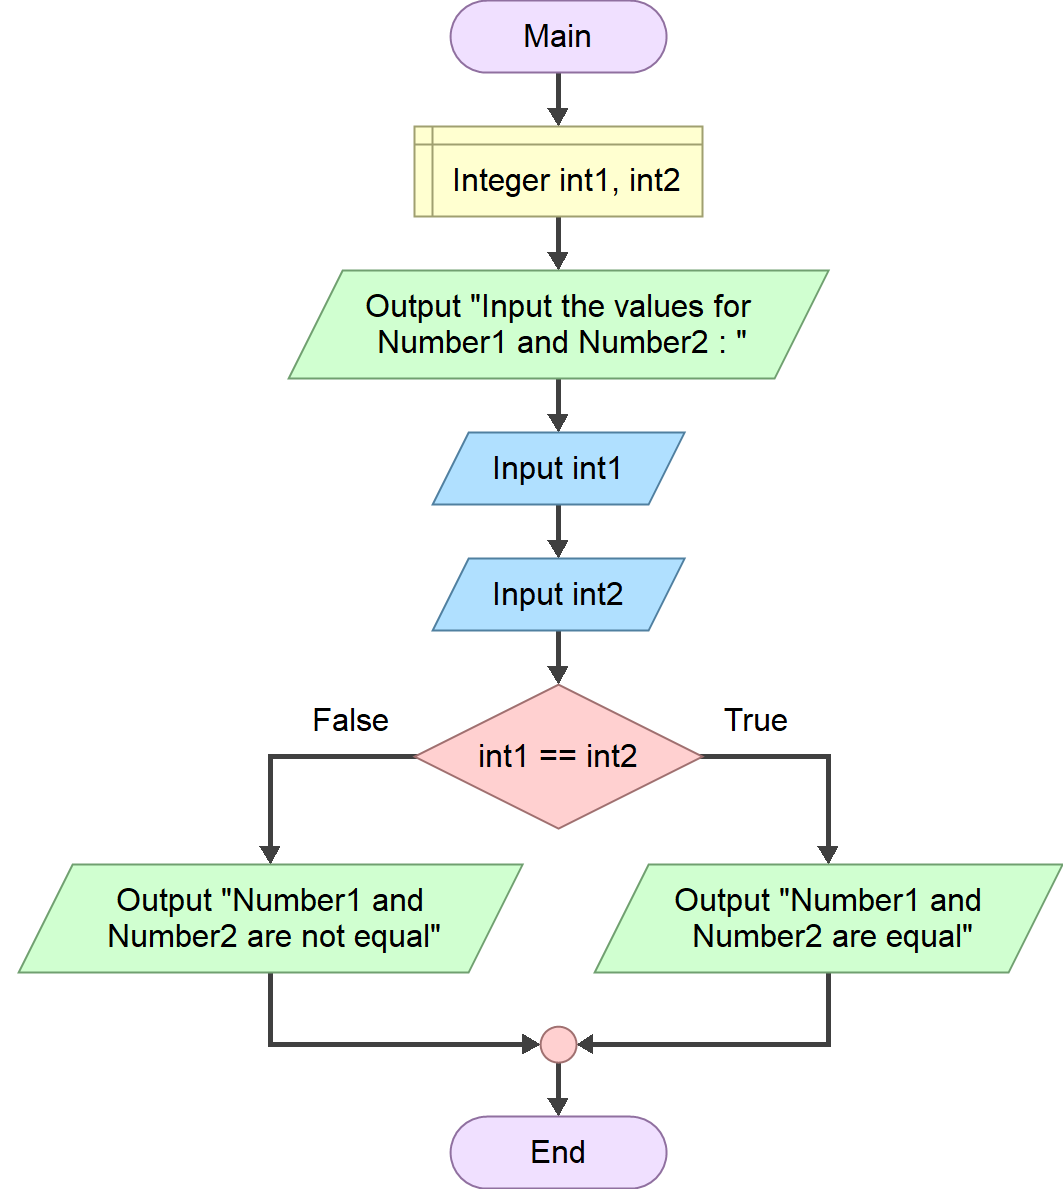 Main
Integer int1, int2
Output "Input the values for
Number1 and Number2 : "
Input int1
Input int2
False
True
int1 == int2
Output "Number1 and
Number2 are not equal"
Output "Number1 and
Number2 are equal"
End